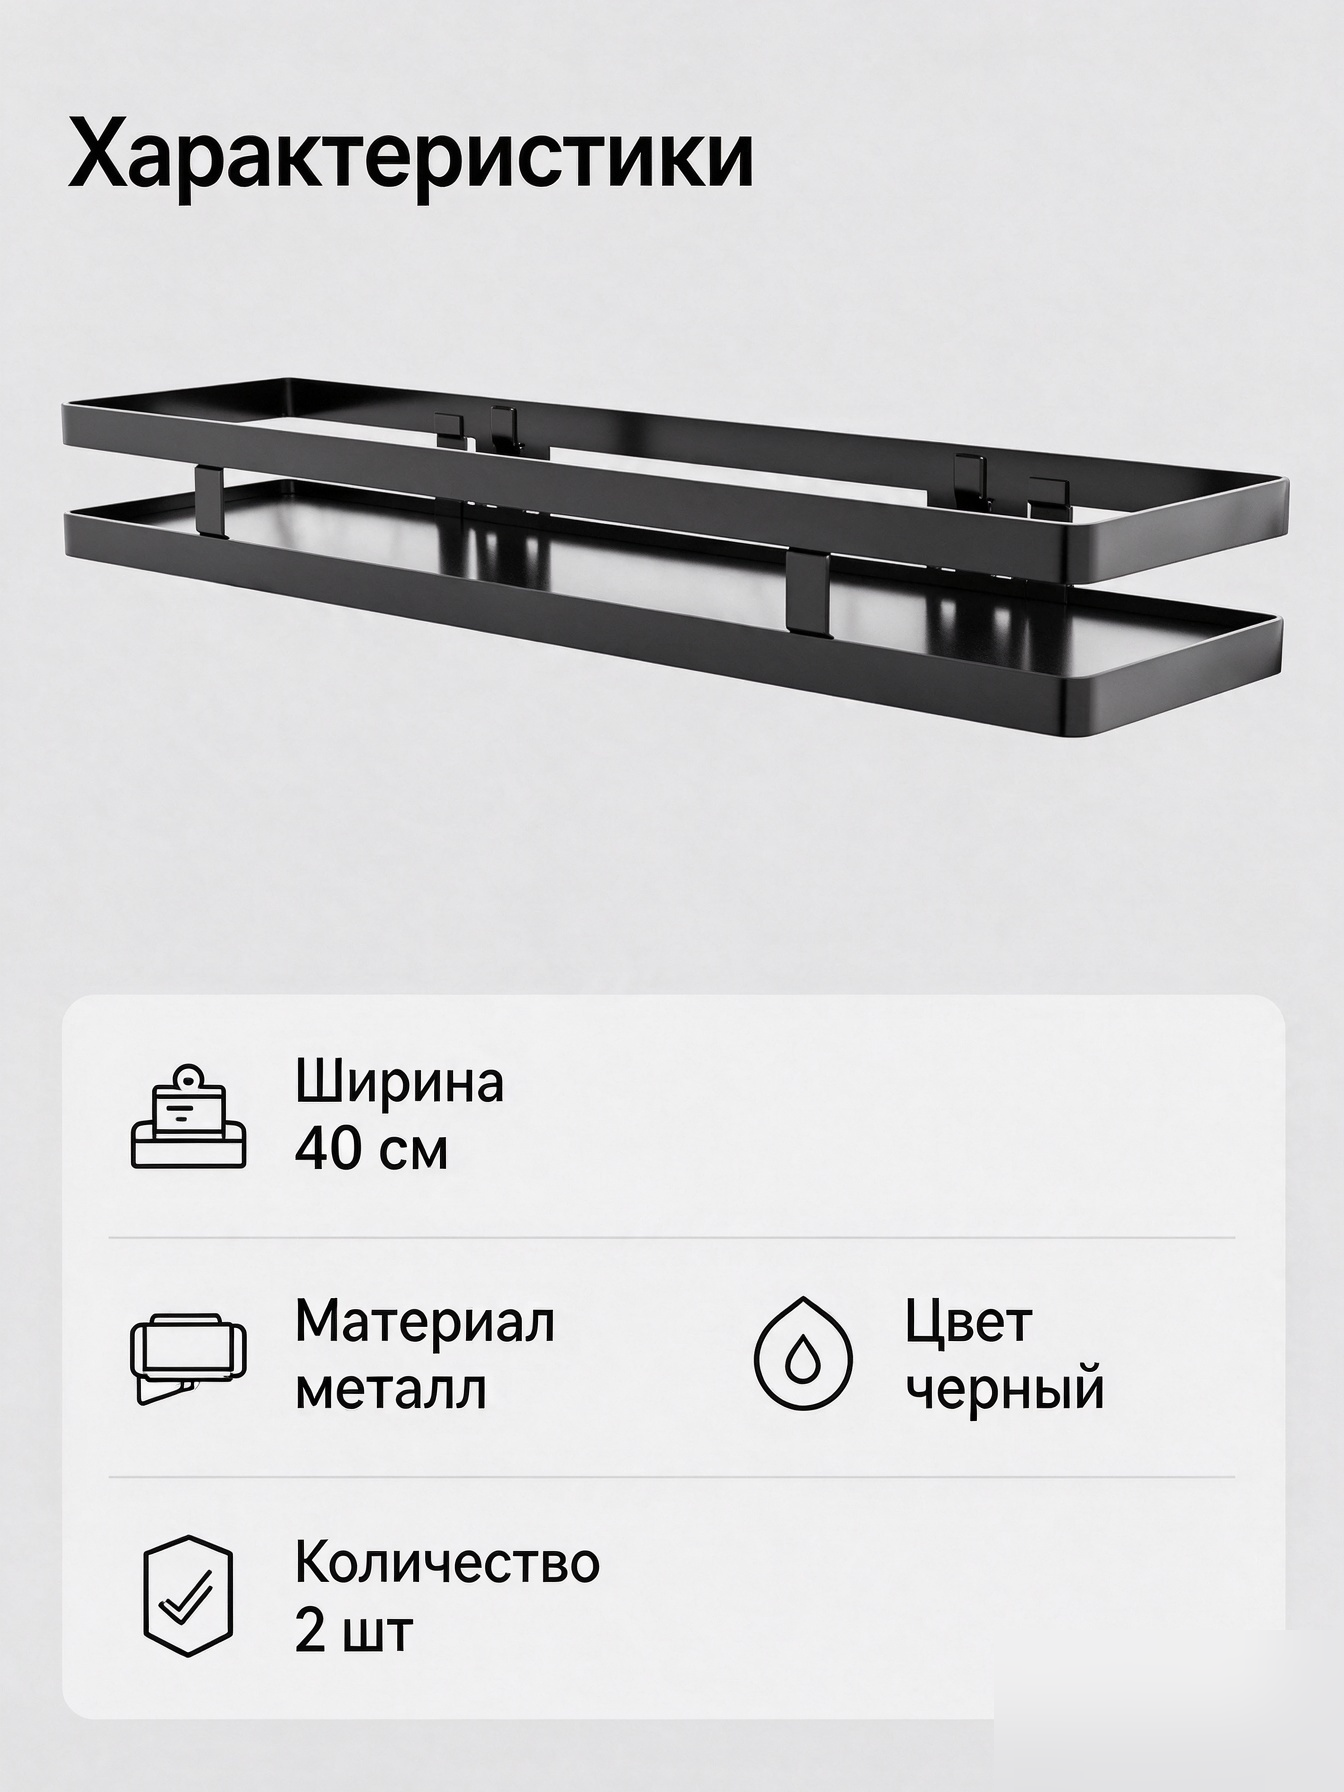 Характеристики
Ширина
40 см
Материал
металл
Цвет
черный
Количество
2 шт